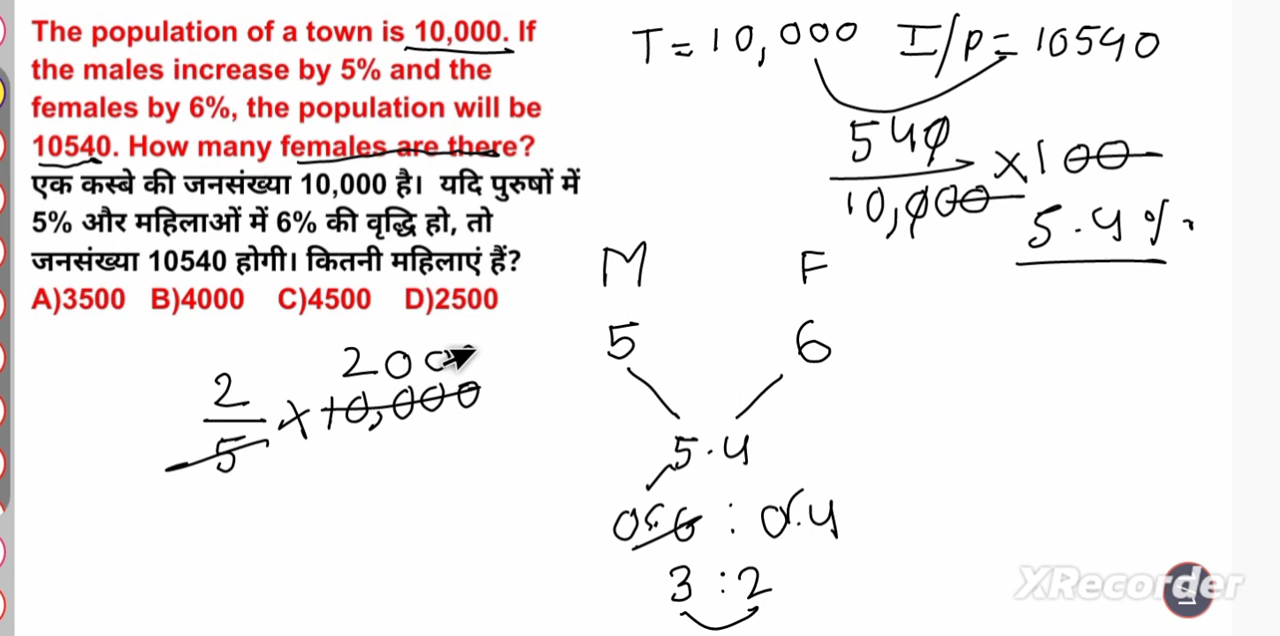 The population of a town is 10,000. If
the males increase by 5% and the
females by 6%, the population will be
10540. How many females are there?
एक कस्बे की जनसंख्या 10,000 है। यदि पुरुषों में
5% और महिलाओं में 6% की वृद्धि हो, तो
जनसंख्या 10540 होगी। कितनी महिलाएं हैं?
A)3500 B)4000 C)4500 D)2500
T = 10,000 I/P = 10540
540
10,000 × 100
5.4%
M F
5 6
5.4
0.6 : 0.4
3 : 2
200
2
5 × 10,000
XRecorder